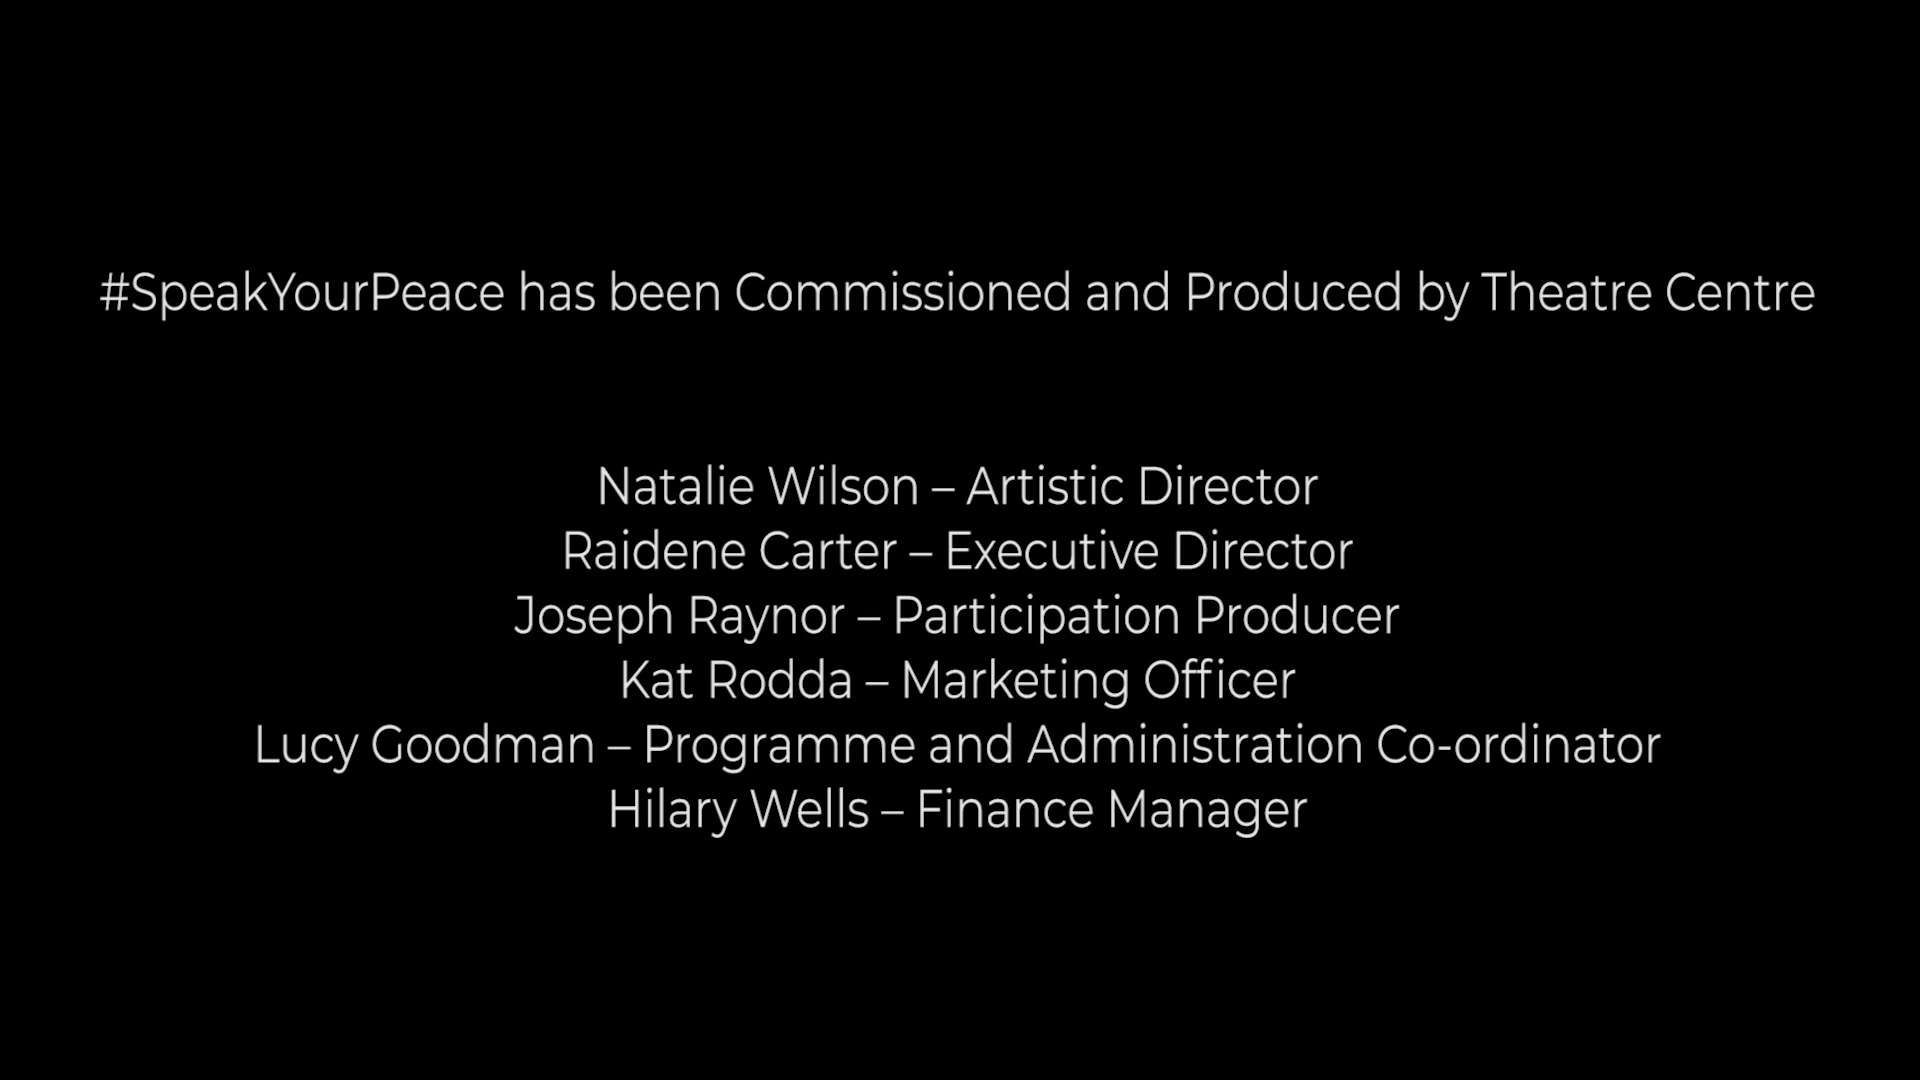 #SpeakYourPeace has been Commissioned and Produced by Theatre Centre
Natalie Wilson – Artistic Director
Raidene Carter – Executive Director
Joseph Raynor – Participation Producer
Kat Rodda – Marketing Officer
Lucy Goodman – Programme and Administration Co-ordinator
Hilary Wells – Finance Manager